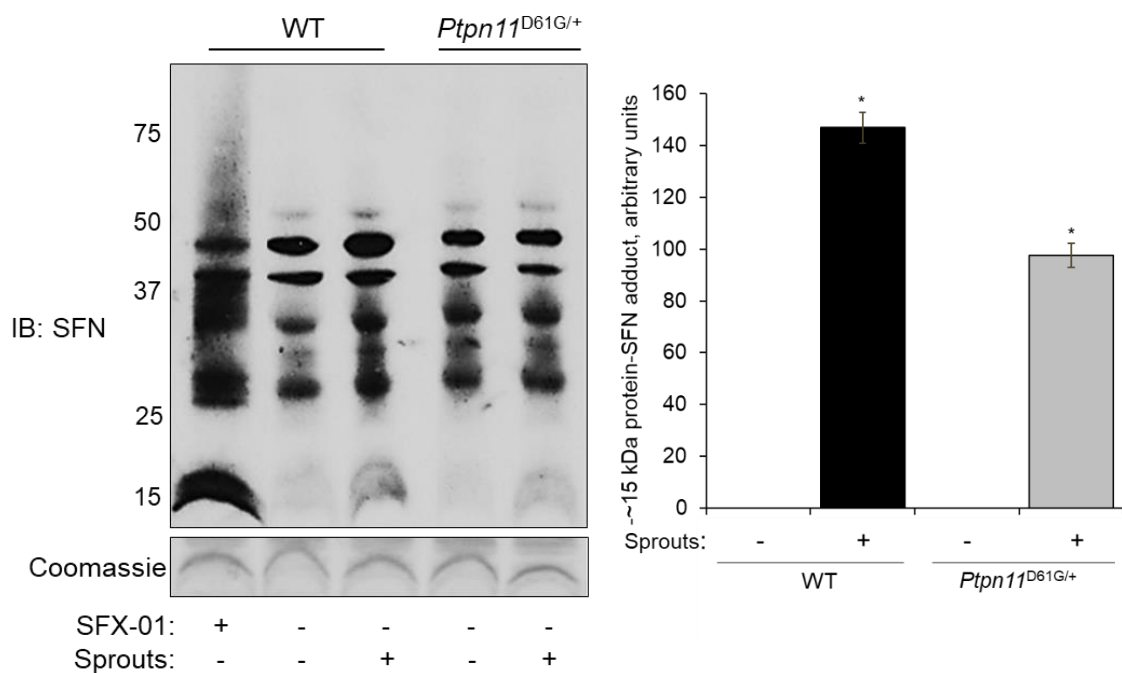 WT Ptpn11D61G/+
75
50
37
25
15
IB: SFN
Coomassie
SFX-01: + - - - -
Sprouts: - - + - +
-~15 kDa protein-SFN adduct, arbitrary units
160
140
120
100
80
60
40
20
0
* *
Sprouts: - + - +
WT Ptpn11D61G/+